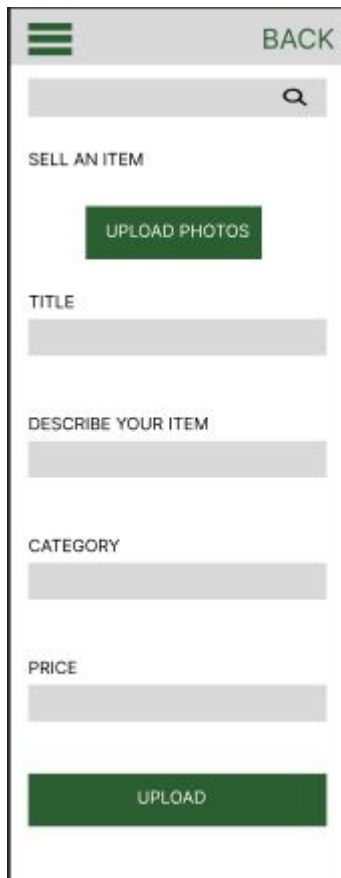 BACK
SELL AN ITEM
UPLOAD PHOTOS
TITLE
DESCRIBE YOUR ITEM
CATEGORY
PRICE
UPLOAD